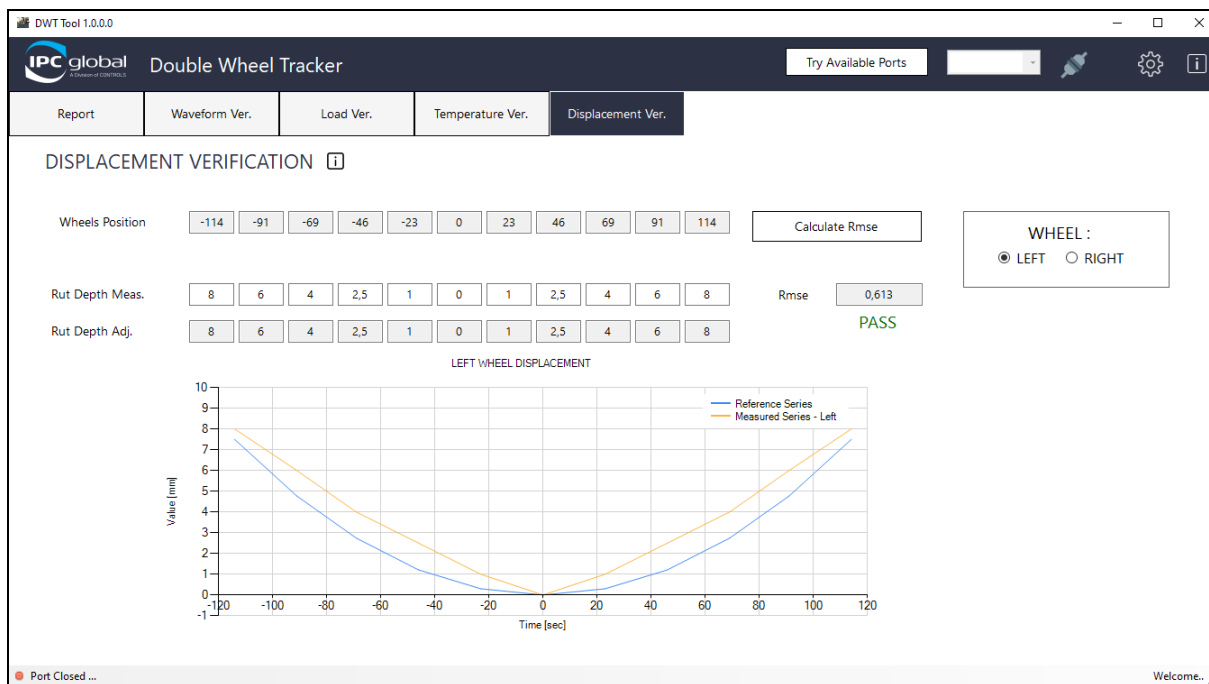 DWT Tool 1.0.0.0
IPC global
A Division of CONTROLS
Double Wheel Tracker
Try Available Ports
Report
Waveform Ver.
Load Ver.
Temperature Ver.
Displacement Ver.
DISPLACEMENT VERIFICATION i
Wheels Position -114 -91 -69 -46 -23 0 23 46 69 91 114
Calculate Rmse
WHEEL :
LEFT RIGHT
Rut Depth Meas. 8 6 4 2,5 1 0 1 2,5 4 6 8
Rmse 0,613
PASS
Rut Depth Adj. 8 6 4 2,5 1 0 1 2,5 4 6 8
LEFT WHEEL DISPLACEMENT
Reference Series
Measured Series - Left
10
9
8
7
6
5
4
3
2
1
0
-1
Value [mm]
-120 -100 -80 -60 -40 -20 0 20 40 60 80 100 120
Time [sec]
Port Closed ...
Welcome..